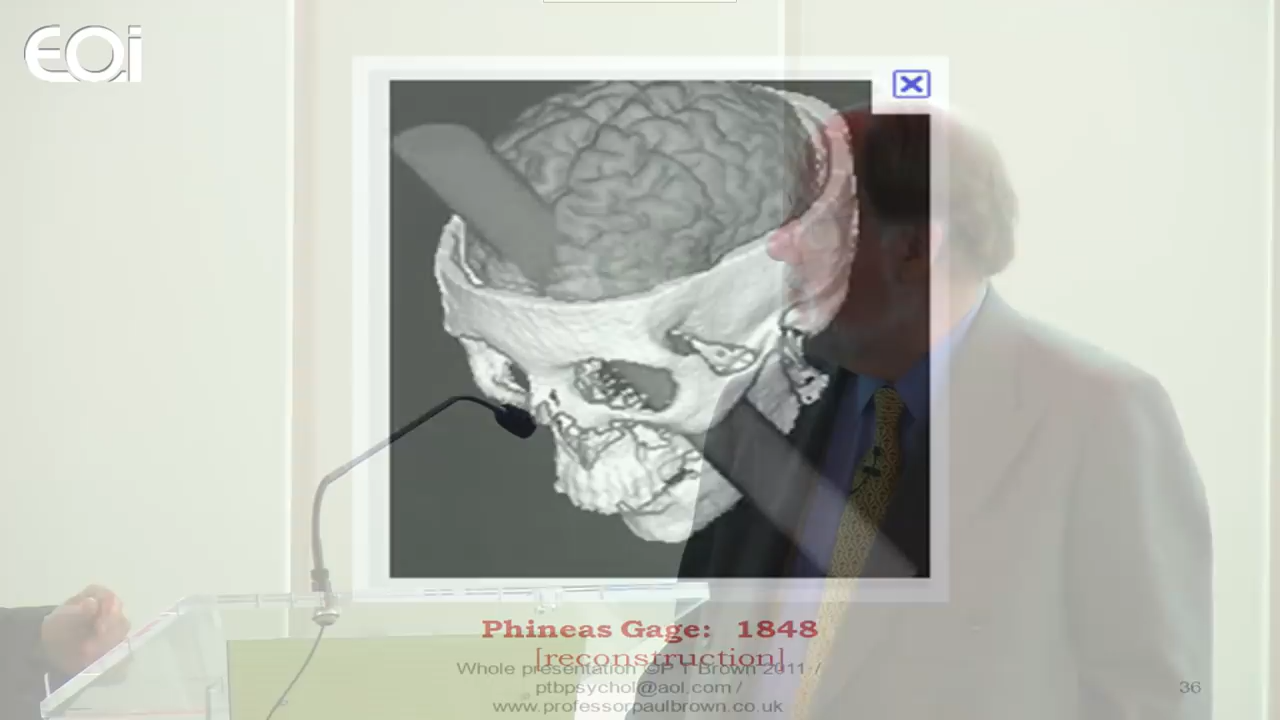 EOi
Phineas Gage: 1848
[reconstruction]
Whole presentation ©P T Brown 2011 /
ptbpsychol@aol.com /
www.professorpaulbrown.co.uk
36